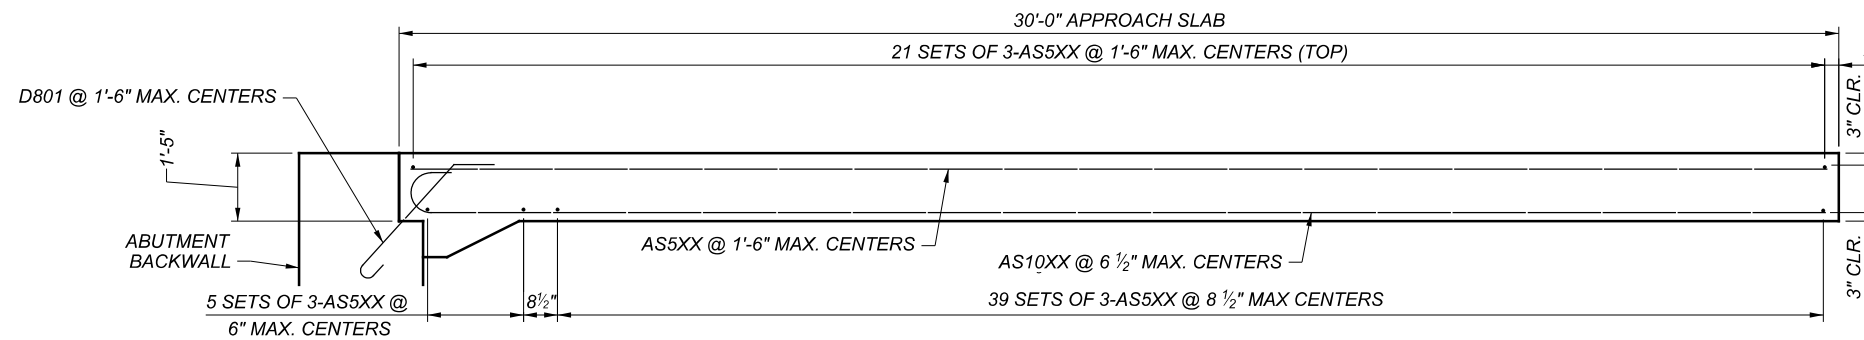 30'-0" APPROACH SLAB
21 SETS OF 3-AS5XX @ 1'-6" MAX. CENTERS (TOP)
D801 @ 1'-6" MAX. CENTERS
3" CLR.
1'-5"
ABUTMENT
BACKWALL
AS5XX @ 1'-6" MAX. CENTERS
AS10XX @ 6 ½" MAX. CENTERS
3" CLR.
5 SETS OF 3-AS5XX @
6" MAX. CENTERS
8½"
39 SETS OF 3-AS5XX @ 8 ½" MAX CENTERS